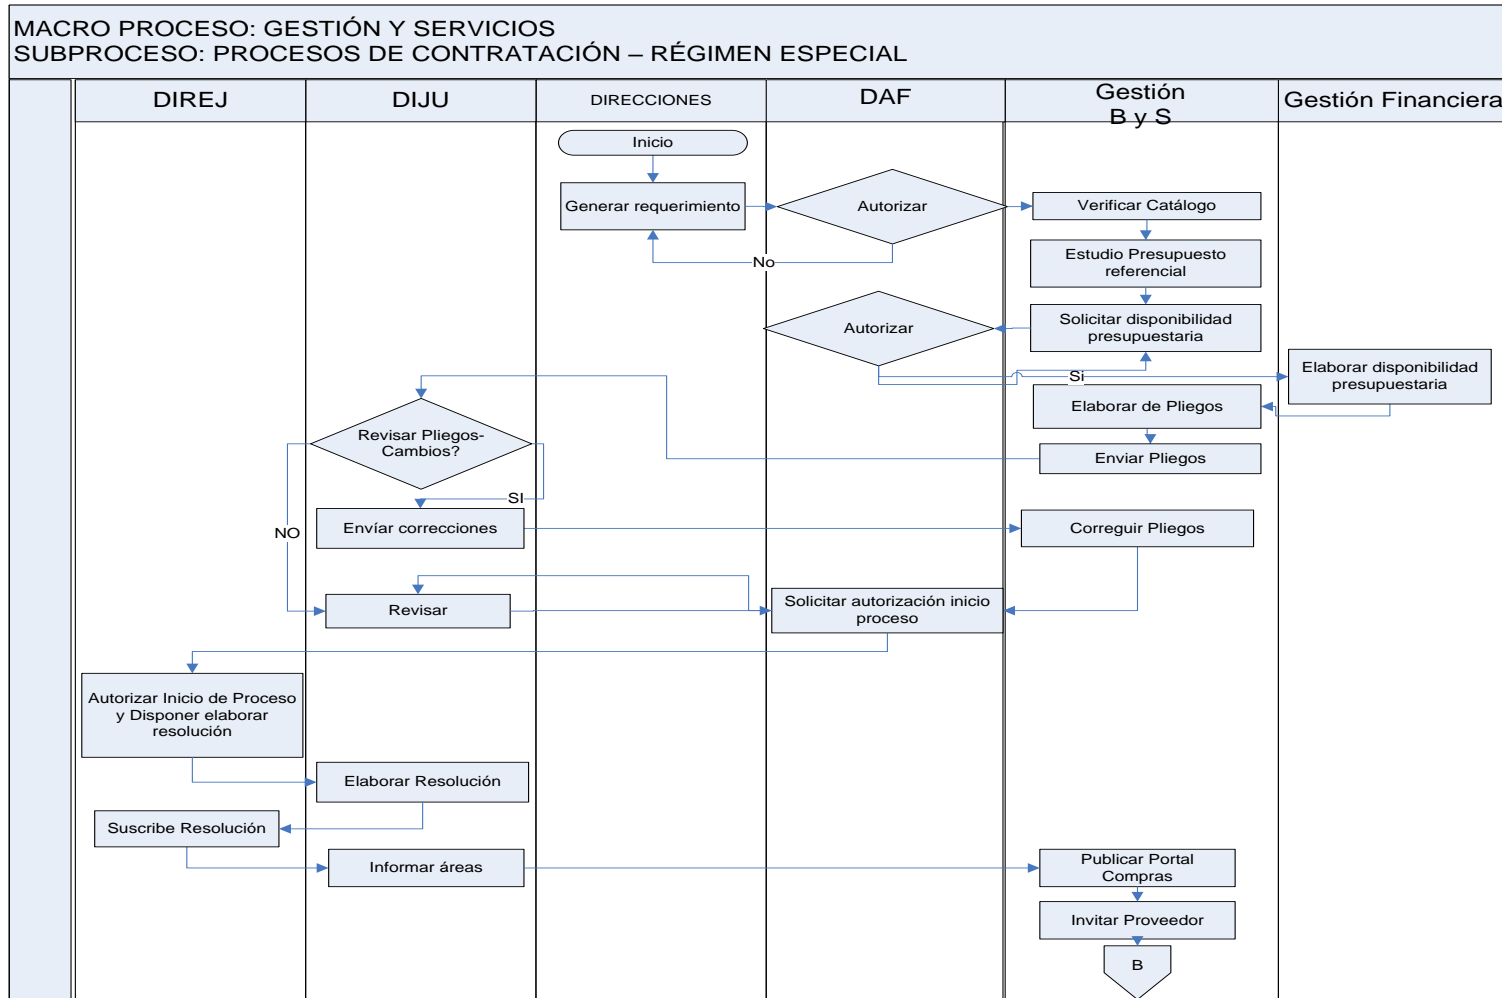 MACRO PROCESO: GESTIÓN Y SERVICIOS
SUBPROCESO: PROCESOS DE CONTRATACIÓN – RÉGIMEN ESPECIAL
DIREJ
DIJU
DIRECCIONES
DAF
Gestión
B y S
Gestión Financiera
Inicio
Generar requerimiento
Autorizar
Verificar Catálogo
No
Estudio Presupuesto
referencial
Autorizar
Solicitar disponibilidad
presupuestaria
Si
Elaborar disponibilidad
presupuestaria
Elaborar de Pliegos
Revisar Pliegos-
Cambios?
Enviar Pliegos
SI
NO
Envíar correcciones
Correguir Pliegos
Revisar
Solicitar autorización inicio
proceso
Autorizar Inicio de Proceso
y Disponer elaborar
resolución
Elaborar Resolución
Suscribe Resolución
Informar áreas
Publicar Portal
Compras
Invitar Proveedor
B